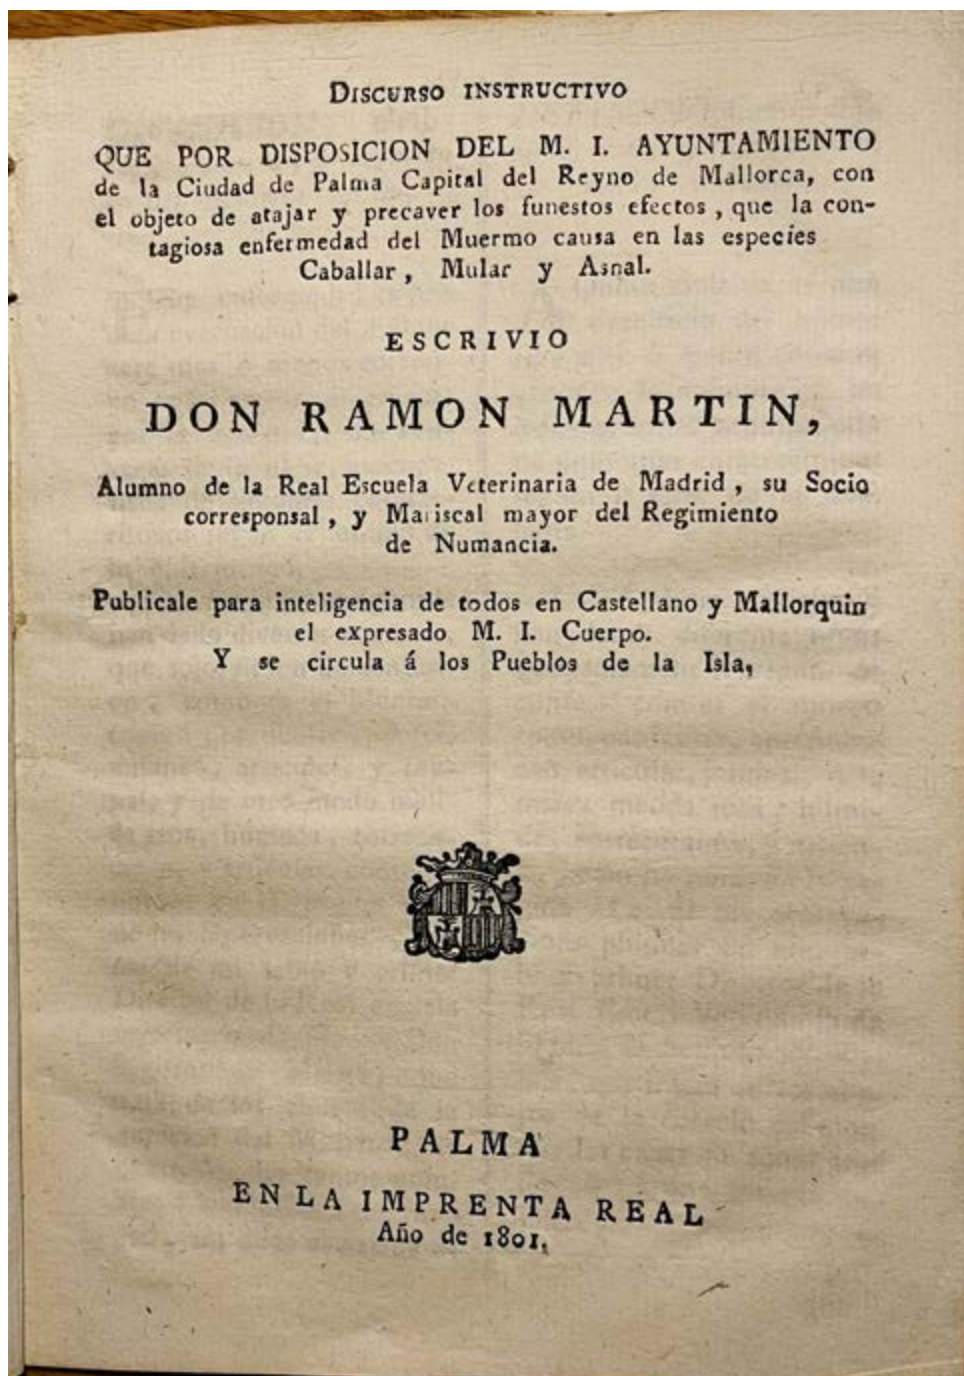 DISCURSO INSTRUCTIVO
QUE POR DISPOSICION DEL M. I. AYUNTAMIENTO
de la Ciudad de Palma Capital del Reyno de Mallorca, con
el objeto de atajar y precaver los funestos efectos, que la con-
tagiosa enfermedad del Muermo causa en las especies
Caballar, Mular y Asnal.
ESCRIVIO
DON RAMON MARTIN,
Alumno de la Real Escuela Veterinaria de Madrid, su Socio
corresponsal, y Mariscal mayor del Regimiento
de Numancia.
Publicale para inteligencia de todos en Castellano y Mallorquin
el expresado M. I. Cuerpo.
Y se circula á los Pueblos de la Isla,
PALMA
EN LA IMPRENTA REAL
Año de 1801,